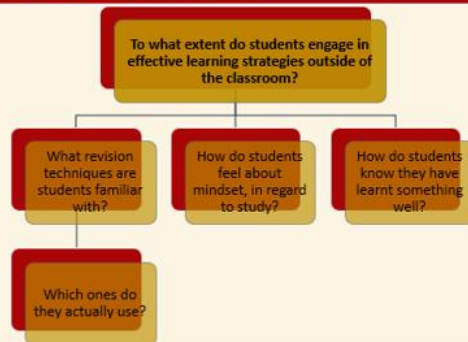 To what extent do students engage in
effective learning strategies outside of
the classroom?
What revision
techniques are
students familiar
with?
How do students
feel about
mindset, in regard
to study?
How do students
know they have
learnt something
well?
Which ones do
they actually use?